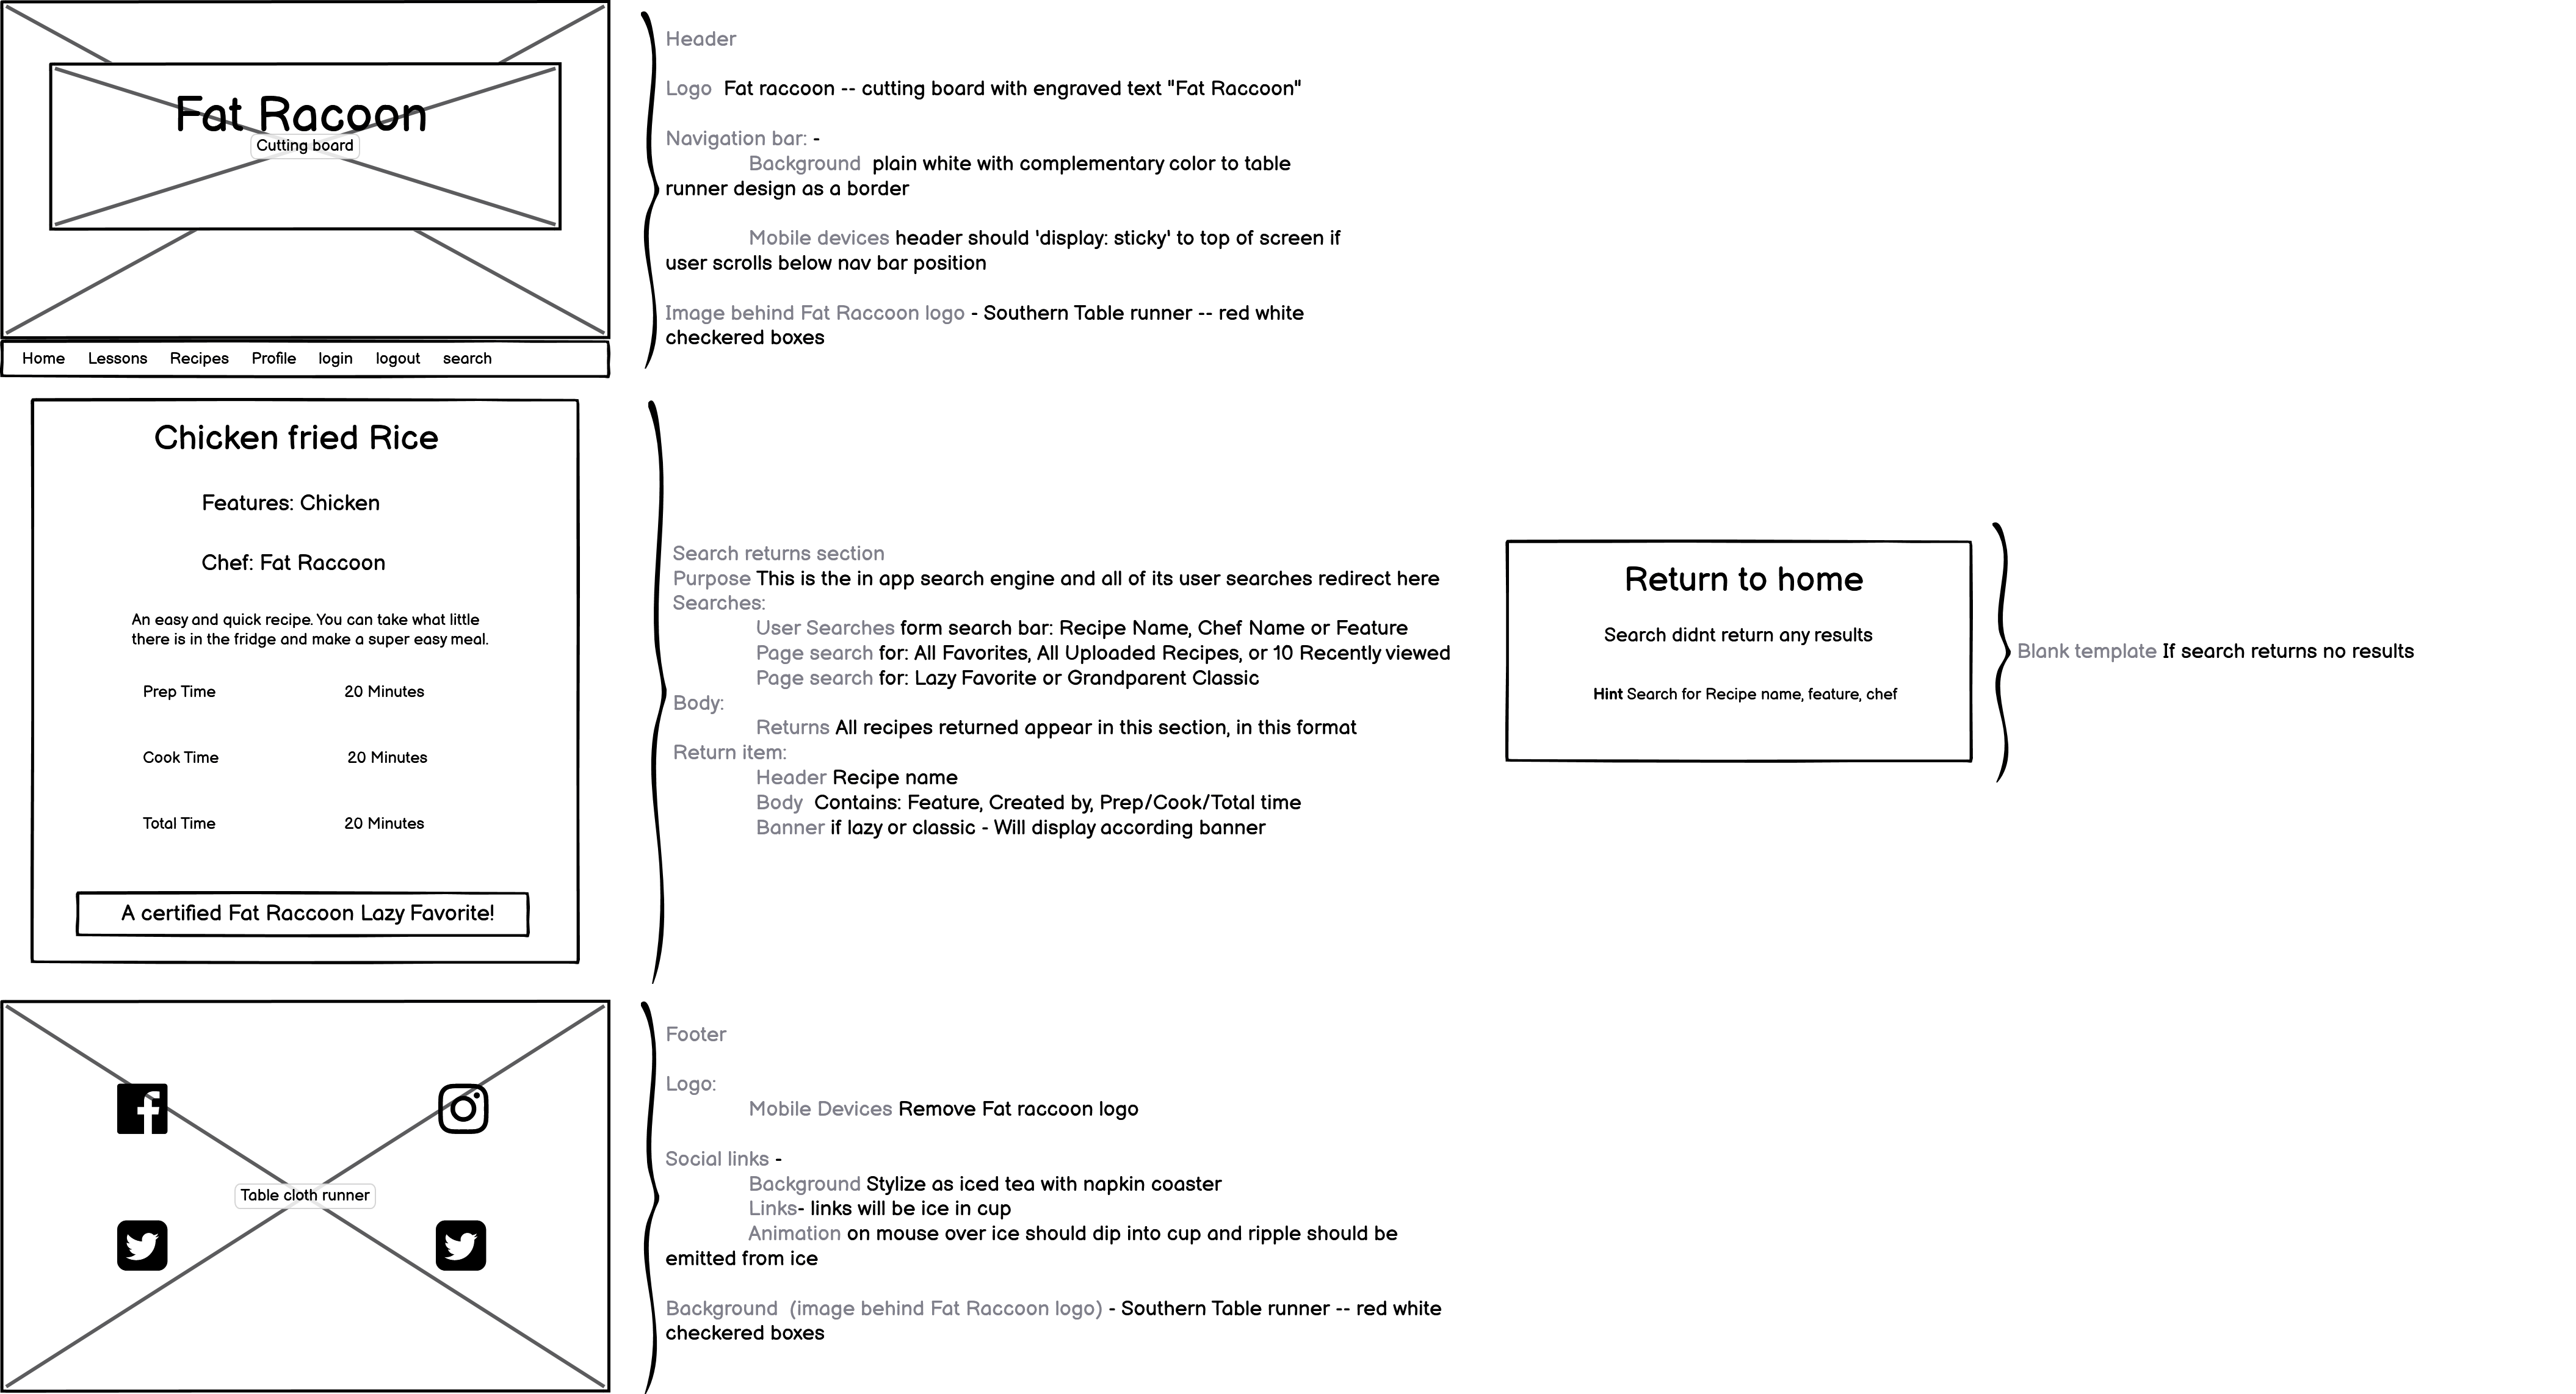 Fat Racoon
Cutting board
Home Lessons Recipes Profile login logout search
Header
Logo Fat raccoon -- cutting board with engraved text "Fat Raccoon"
Navigation bar: -
Background plain white with complementary color to table
runner design as a border
Mobile devices header should 'display: sticky' to top of screen if
user scrolls below nav bar position
Image behind Fat Raccoon logo - Southern Table runner -- red white
checkered boxes
Chicken fried Rice
Features: Chicken
Chef: Fat Raccoon
An easy and quick recipe. You can take what little
there is in the fridge and make a super easy meal.
Prep Time 20 Minutes
Cook Time 20 Minutes
Total Time 20 Minutes
A certified Fat Raccoon Lazy Favorite!
Search returns section
Purpose This is the in app search engine and all of its user searches redirect here
Searches:
User Searches form search bar: Recipe Name, Chef Name or Feature
Page search for: All Favorites, All Uploaded Recipes, or 10 Recently viewed
Page search for: Lazy Favorite or Grandparent Classic
Body:
Returns All recipes returned appear in this section, in this format
Return item:
Header Recipe name
Body Contains: Feature, Created by, Prep/Cook/Total time
Banner if lazy or classic - Will display according banner
Return to home
Search didnt return any results
Hint Search for Recipe name, feature, chef
Blank template If search returns no results
Table cloth runner
Footer
Logo:
Mobile Devices Remove Fat raccoon logo
Social links -
Background Stylize as iced tea with napkin coaster
Links- links will be ice in cup
Animation on mouse over ice should dip into cup and ripple should be
emitted from ice
Background (image behind Fat Raccoon logo) - Southern Table runner -- red white
checkered boxes